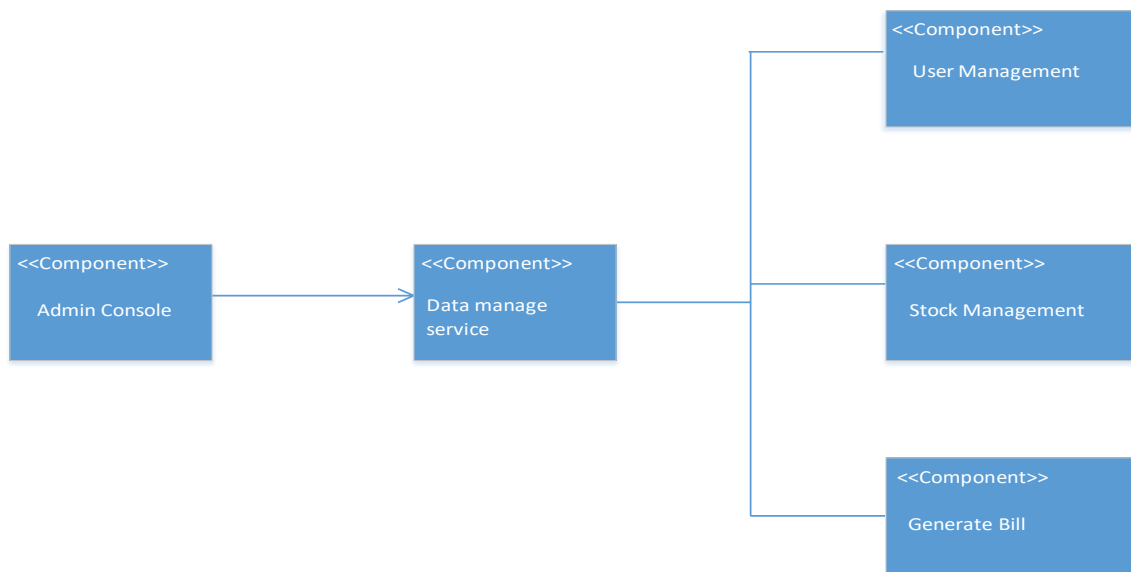 <<Component>>
User Management
<<Component>>
Admin Console
<<Component>>
Data manage
service
<<Component>>
Stock Management
<<Component>>
Generate Bill